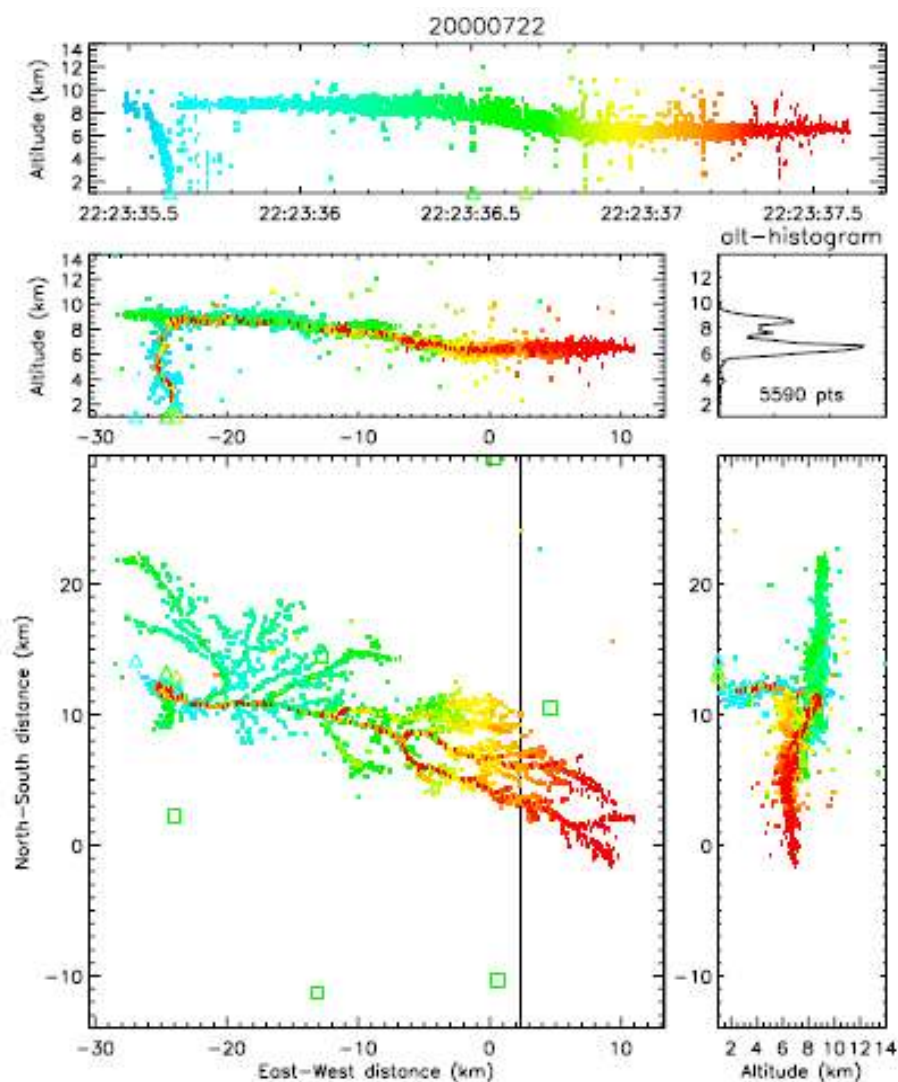 20000722
14
12
10
8
6
4
2
Altitude (km)
22:23:35.5 22:23:36 22:23:36.5 22:23:37 22:23:37.5
alt-histogram
14
12
10
8
6
4
2
Altitude (km)
-30 -20 -10 0 10
12
10
8
6
4
2
5590 pts
20
10
0
-10
North-South distance (km)
-30 -20 -10 0 10
East-West distance (km)
20
10
0
-10
2 4 6 8 10 12 14
Altitude (km)